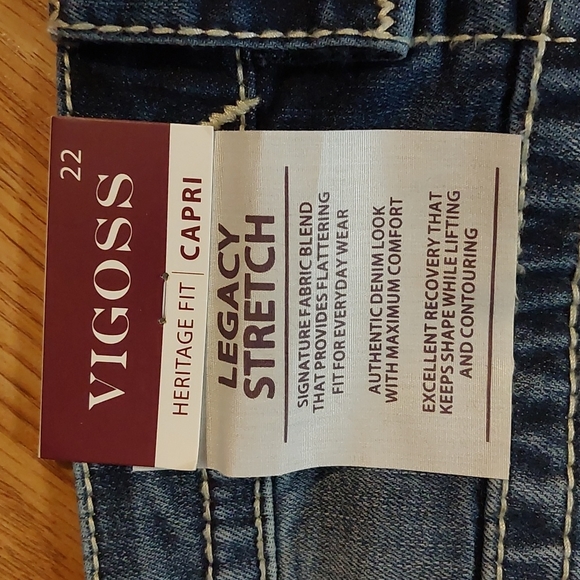 22
VIGOSS
HERITAGE FIT | CAPRI
LEGACY
STRETCH
SIGNATURE FABRIC BLEND
THAT PROVIDES FLATTERING
FIT FOR EVERYDAY WEAR
AUTHENTIC DENIM LOOK
WITH MAXIMUM COMFORT
EXCELLENT RECOVERY THAT
KEEPS SHAPE WHILE LIFTING
AND CONTOURING